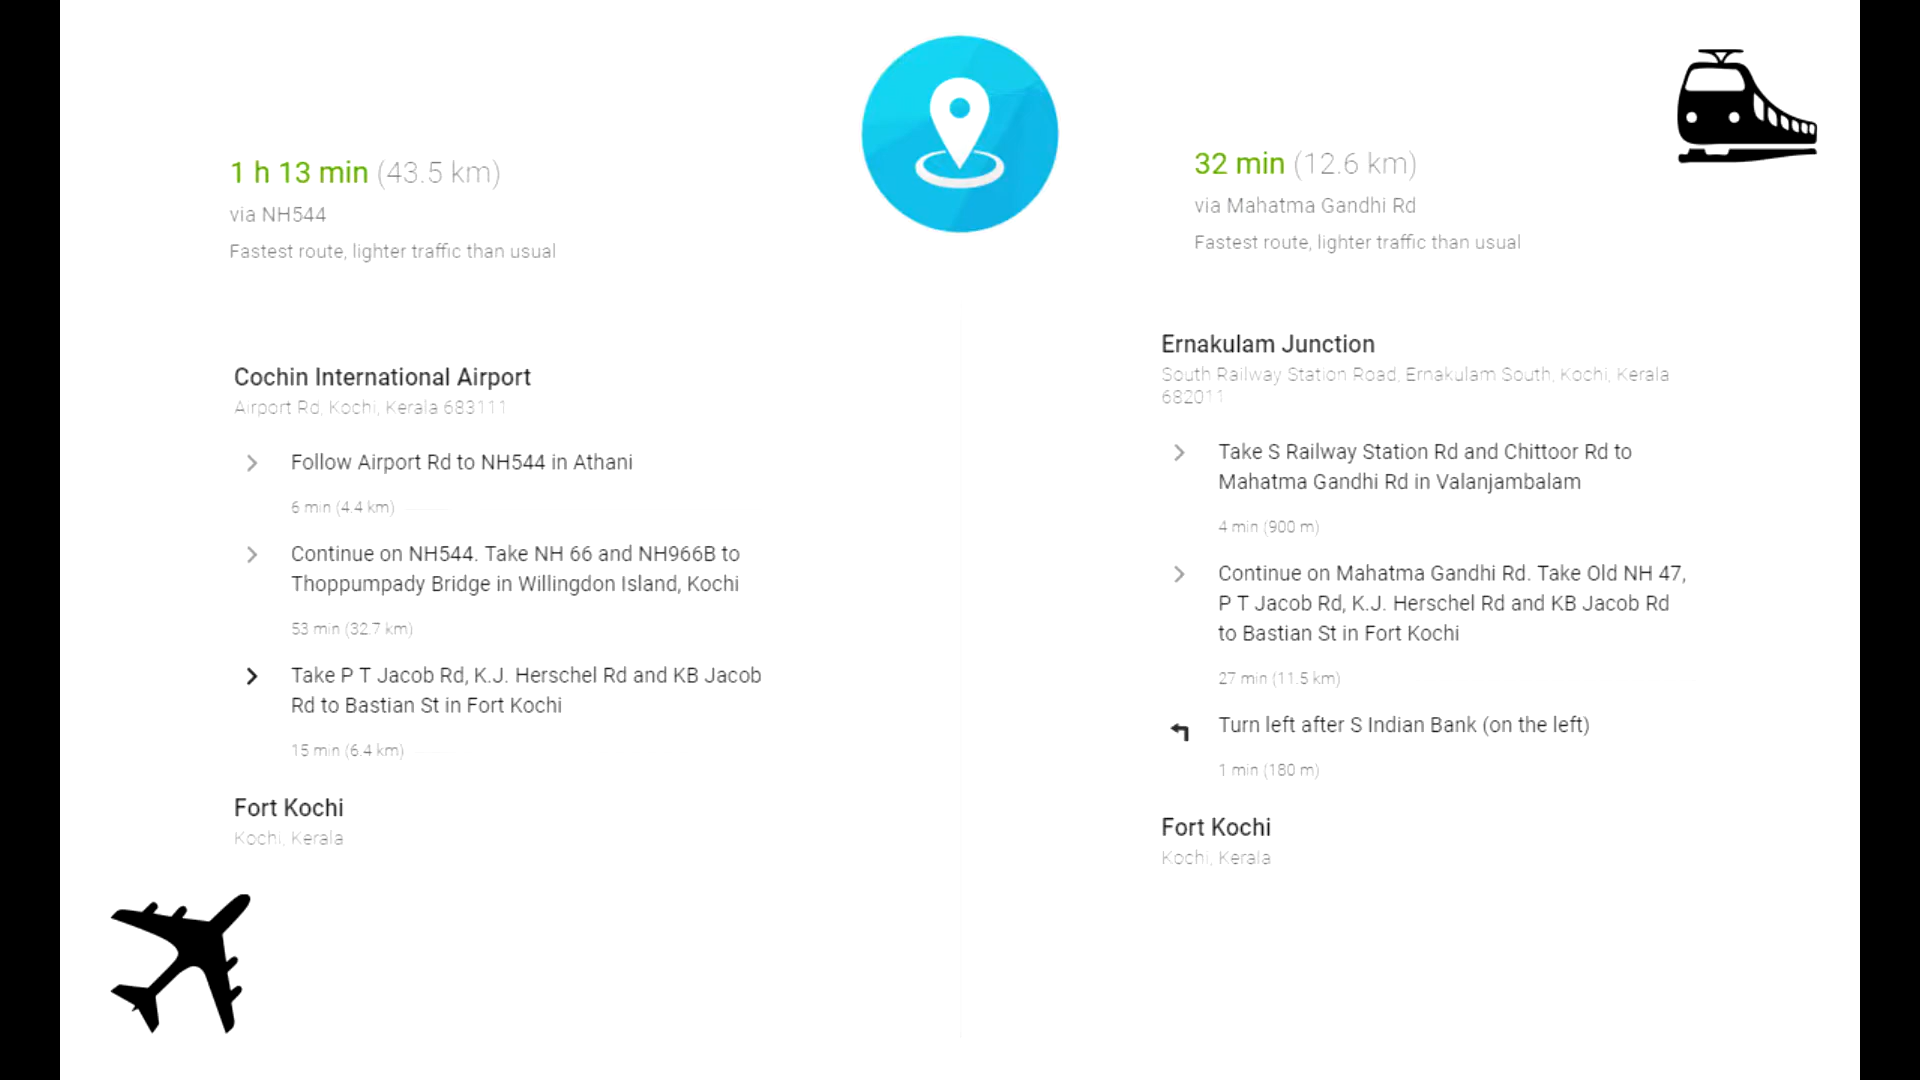 1 h 13 min (43.5 km)
via NH544
Fastest route, lighter traffic than usual
Cochin International Airport
Airport Rd, Kochi, Kerala 683111
Follow Airport Rd to NH544 in Athani
6 min (4.4 km)
Continue on NH544. Take NH 66 and NH966B to
Thoppumpady Bridge in Willingdon Island, Kochi
53 min (32.7 km)
Take P T Jacob Rd, K.J. Herschel Rd and KB Jacob
Rd to Bastian St in Fort Kochi
15 min (6.4 km)
Fort Kochi
Kochi, Kerala
32 min (12.6 km)
via Mahatma Gandhi Rd
Fastest route, lighter traffic than usual
Ernakulam Junction
South Railway Station Road, Ernakulam South, Kochi, Kerala
682011
Take S Railway Station Rd and Chittoor Rd to
Mahatma Gandhi Rd in Valanjambalam
4 min (900 m)
Continue on Mahatma Gandhi Rd. Take Old NH 47,
P T Jacob Rd, K.J. Herschel Rd and KB Jacob Rd
to Bastian St in Fort Kochi
27 min (11.5 km)
Turn left after S Indian Bank (on the left)
1 min (180 m)
Fort Kochi
Kochi, Kerala